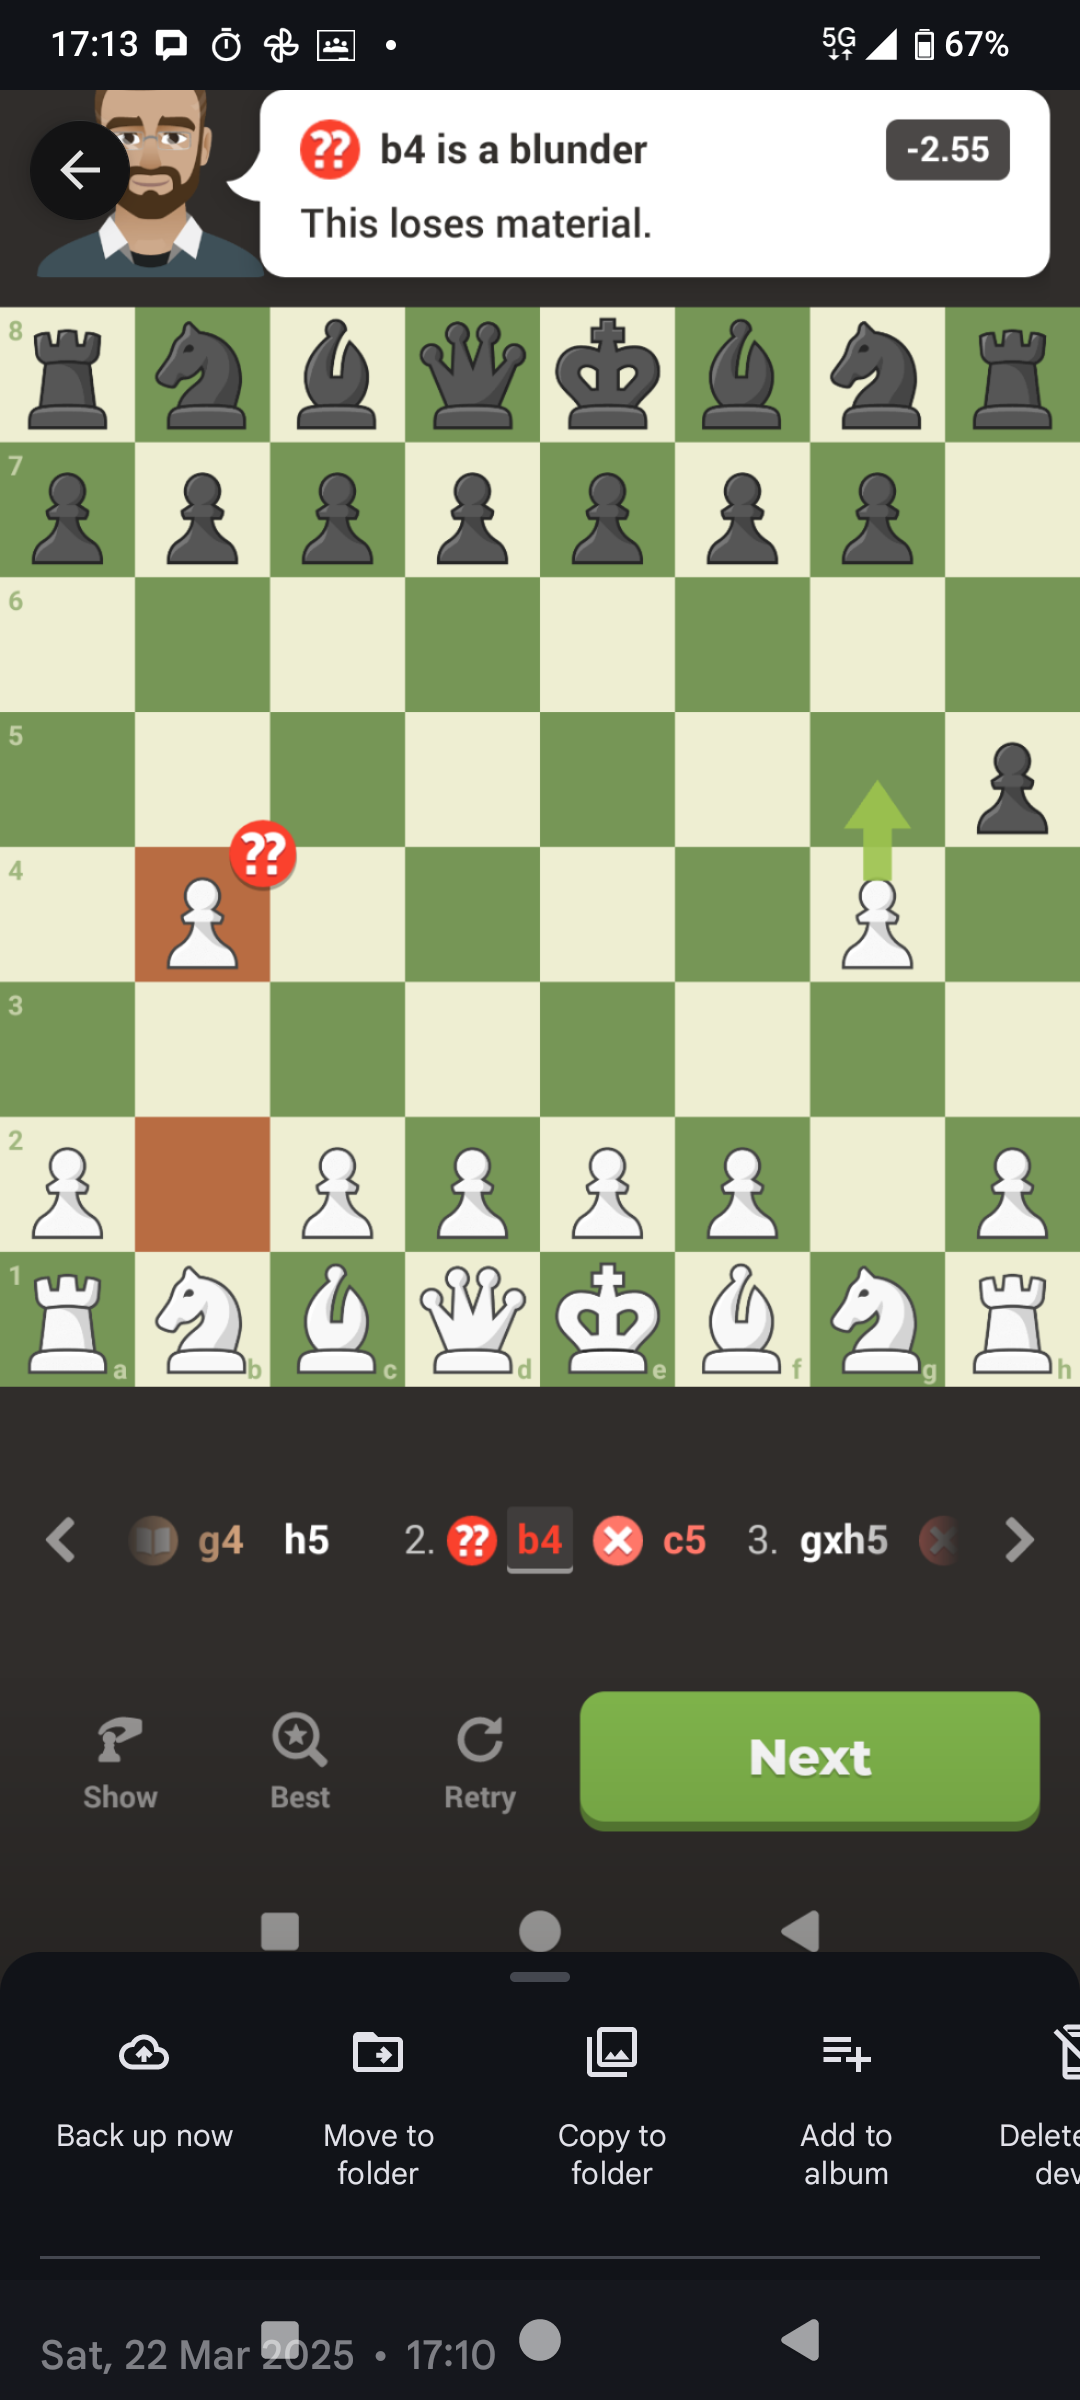 17:13 5G 67%
?? b4 is a blunder -2.55
This loses material.
8
7
6
5
??
4
3
2
1 a b c d e f g h
g4 h5 2. ?? b4 c5 3. gxh5
Next
Show Best Retry
Back up now Move to folder Copy to folder Add to album Delete dev
Sat, 22 Mar 2025 • 17:10